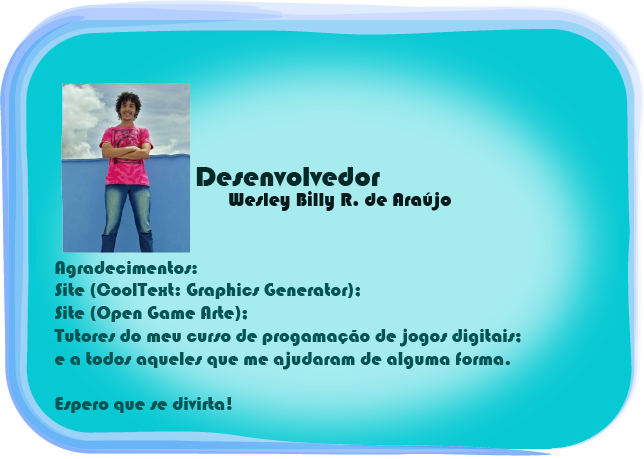 Desenvolvedor
Wesley Billy R. de Araújo
Agradecimentos:
Site (CoolText: Graphics Generator);
Site (Open Game Arte);
Tutores do meu curso de progamação de jogos digitais;
e a todos aqueles que me ajudaram de alguma forma.
Espero que se divirta!